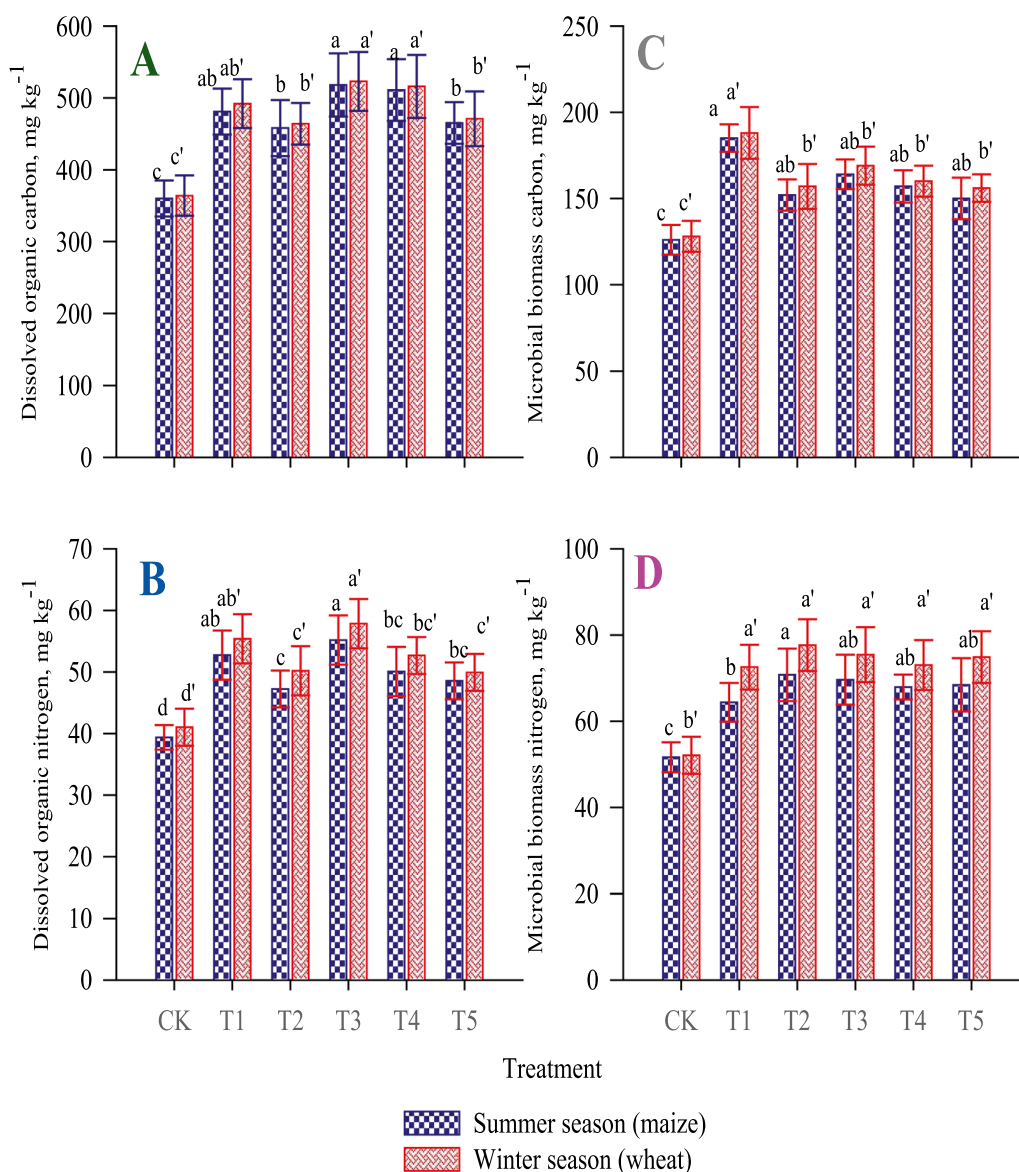 A
Dissolved organic carbon, mg kg-1
600
500
400
300
200
100
0
c c' ab ab' b b' a a' a a' b b'
C
Microbial biomass carbon, mg kg-1
250
200
150
100
50
0
c c' a a' ab b' ab b' ab b' ab b'
B
Dissolved organic nitrogen, mg kg-1
70
60
50
40
30
20
10
0
d d' ab ab' c c' a a' bc bc' bc c'
CK T1 T2 T3 T4 T5
D
Microbial biomass nitrogen, mg kg-1
100
80
60
40
20
0
c b' b a' a a' ab a' ab a' ab a'
CK T1 T2 T3 T4 T5
Treatment
Summer season (maize)
Winter season (wheat)